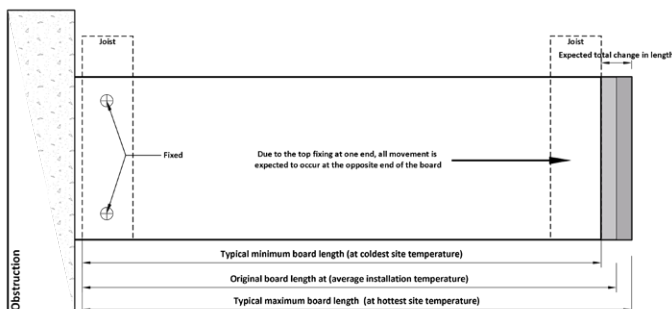 Joist
Joist
Expected total change in length
Fixed
Due to the top fixing at one end, all movement is
expected to occur at the opposite end of the board
Typical minimum board length (at coldest site temperature)
Original board length at (average installation temperature)
Typical maximum board length (at hottest site temperature)
Obstruction